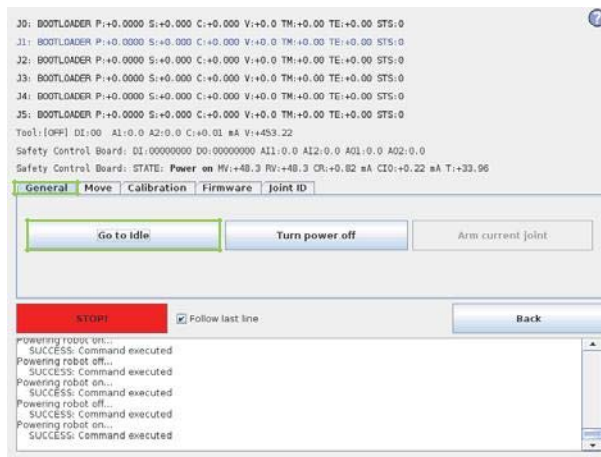 J0: BOOTLOADER P:+0.0000 S:+0.000 C:+0.000 V:+0.0 TM:+0.00 TE:+0.00 STS:0
J1: BOOTLOADER P:+0.0000 S:+0.000 C:+0.000 V:+0.0 TM:+0.00 TE:+0.00 STS:0
J2: BOOTLOADER P:+0.0000 S:+0.000 C:+0.000 V:+0.0 TM:+0.00 TE:+0.00 STS:0
J3: BOOTLOADER P:+0.0000 S:+0.000 C:+0.000 V:+0.0 TM:+0.00 TE:+0.00 STS:0
J4: BOOTLOADER P:+0.0000 S:+0.000 C:+0.000 V:+0.0 TM:+0.00 TE:+0.00 STS:0
J5: BOOTLOADER P:+0.0000 S:+0.000 C:+0.000 V:+0.0 TM:+0.00 TE:+0.00 STS:0
Tool:[OFF] DI:00 A1:0.0 A2:0.0 C:+0.01 mA V:+453.22
Safety Control Board: DI:00000000 DO:00000000 AI1:0.0 AI2:0.0 AO1:0.0 AO2:0.0
Safety Control Board: STATE: Power on MV:+48.3 RV:+48.3 CR:+0.82 mA CIO:+0.22 mA T:+33.96
General Move Calibration Firmware Joint ID
Go to Idle Turn power off Arm current joint
STOP! Follow last line Back
Powering robot on...
SUCCESS: Command executed
Powering robot off...
SUCCESS: Command executed
Powering robot on...
SUCCESS: Command executed
Powering robot off...
SUCCESS: Command executed
Powering robot on...
SUCCESS: Command executed